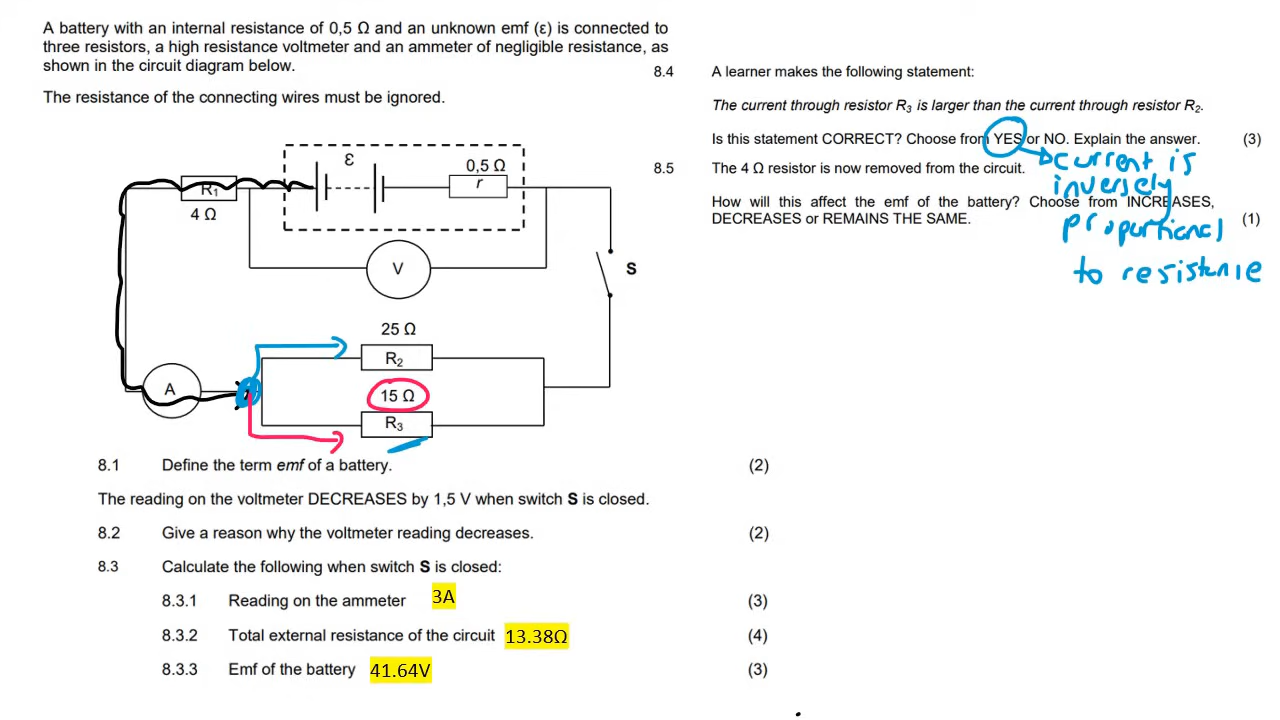 A battery with an internal resistance of 0,5 Ω and an unknown emf (ε) is connected to
three resistors, a high resistance voltmeter and an ammeter of negligible resistance, as
shown in the circuit diagram below.
The resistance of the connecting wires must be ignored.
ε
0,5 Ω
r
R1
4 Ω
V
S
25 Ω
R2
A
15 Ω
R3
8.1 Define the term emf of a battery. (2)
The reading on the voltmeter DECREASES by 1,5 V when switch S is closed.
8.2 Give a reason why the voltmeter reading decreases. (2)
8.3 Calculate the following when switch S is closed:
8.3.1 Reading on the ammeter 3A (3)
8.3.2 Total external resistance of the circuit 13.38Ω (4)
8.3.3 Emf of the battery 41.64V (3)
8.4 A learner makes the following statement:
The current through resistor R3 is larger than the current through resistor R2.
Is this statement CORRECT? Choose from YES or NO. Explain the answer. (3)
8.5 The 4 Ω resistor is now removed from the circuit.
How will this affect the emf of the battery? Choose from INCREASES,
DECREASES or REMAINS THE SAME. (1)
current is
inversely
proportional
to resistance